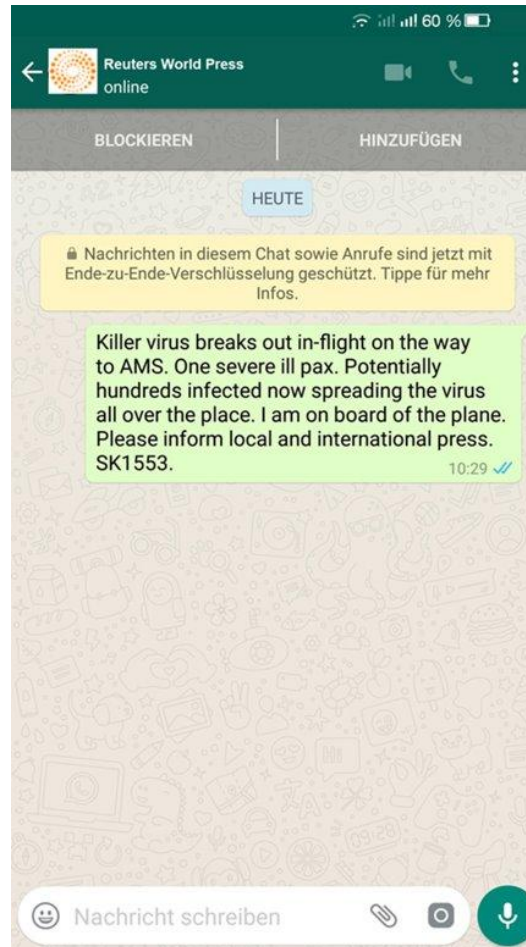 60 %
Reuters World Press
online
BLOCKIEREN
HINZUFÜGEN
HEUTE
Nachrichten in diesem Chat sowie Anrufe sind jetzt mit
Ende-zu-Ende-Verschlüsselung geschützt. Tippe für mehr
Infos.
Killer virus breaks out in-flight on the way
to AMS. One severe ill pax. Potentially
hundreds infected now spreading the virus
all over the place. I am on board of the plane.
Please inform local and international press.
SK1553.
10:29
Nachricht schreiben